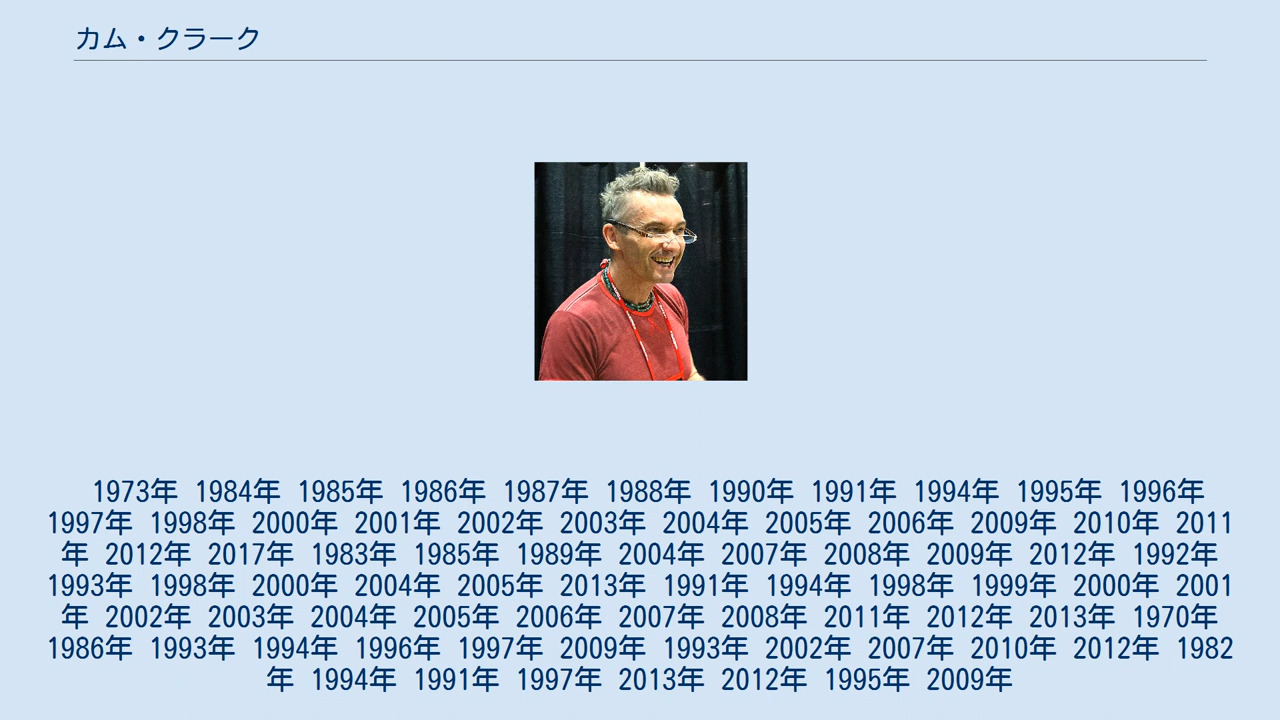 カム・クラーク
1973年 1984年 1985年 1986年 1987年 1988年 1990年 1991年 1994年 1995年 1996年
1997年 1998年 2000年 2001年 2002年 2003年 2004年 2005年 2006年 2009年 2010年 2011
年 2012年 2017年 1983年 1985年 1989年 2004年 2007年 2008年 2009年 2012年 1992年
1993年 1998年 2000年 2004年 2005年 2013年 1991年 1994年 1998年 1999年 2000年 2001
年 2002年 2003年 2004年 2005年 2006年 2007年 2008年 2011年 2012年 2013年 1970年
1986年 1993年 1994年 1996年 1997年 2009年 1993年 2002年 2007年 2010年 2012年 1982
年 1994年 1991年 1997年 2013年 2012年 1995年 2009年